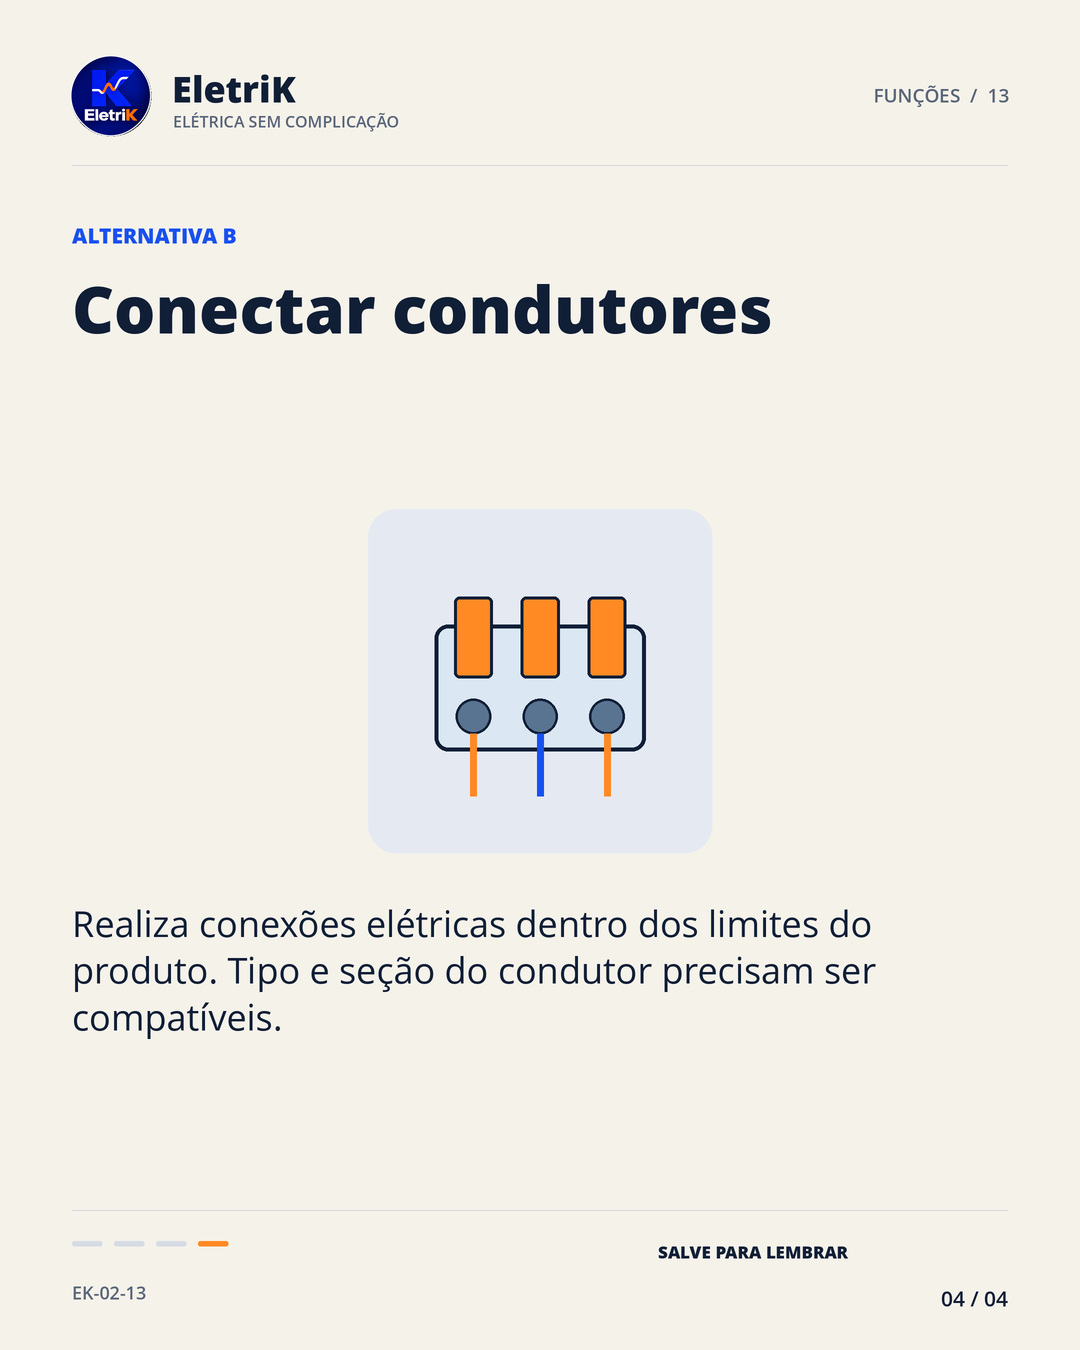 EletriK
EletriK
ELÉTRICA SEM COMPLICAÇÃO
FUNÇÕES / 13
ALTERNATIVA B
Conectar condutores
Realiza conexões elétricas dentro dos limites do
produto. Tipo e seção do condutor precisam ser
compatíveis.
SALVE PARA LEMBRAR
EK-02-13
04 / 04